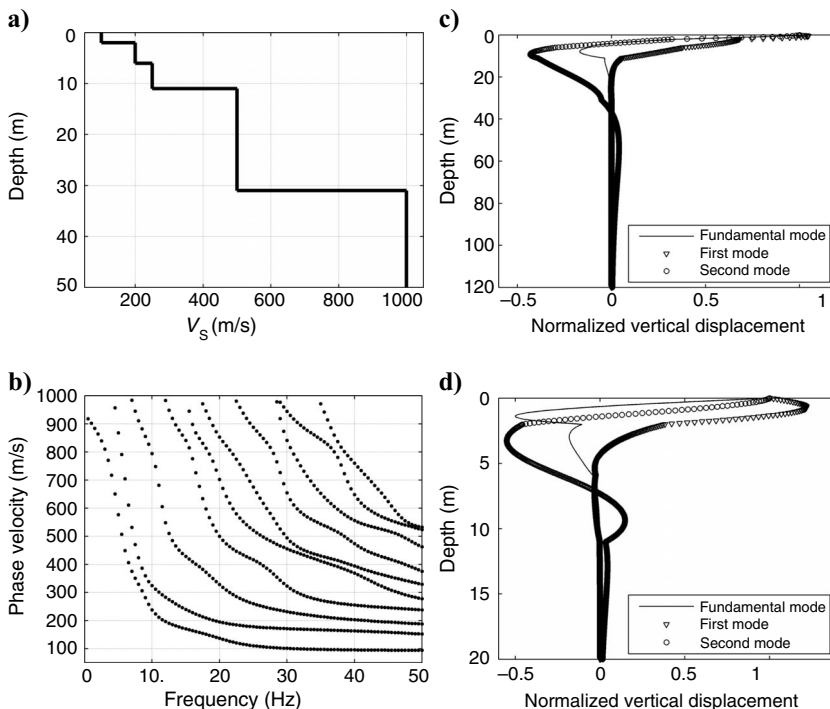 a)
0
10
20
30
40
50
Depth (m)
200
400
600
800
1000
V_S (m/s)
b)
1000
900
800
700
600
500
400
300
200
100
Phase velocity (m/s)
0
10.
20
30
40
50
Frequency (Hz)
c)
0
20
40
60
80
100
120
Depth (m)
Fundamental mode
First mode
Second mode
−0.5
0
0.5
1
Normalized vertical displacement
d)
0
5
10
15
20
Depth (m)
Fundamental mode
First mode
Second mode
−0.5
0
0.5
1
Normalized vertical displacement